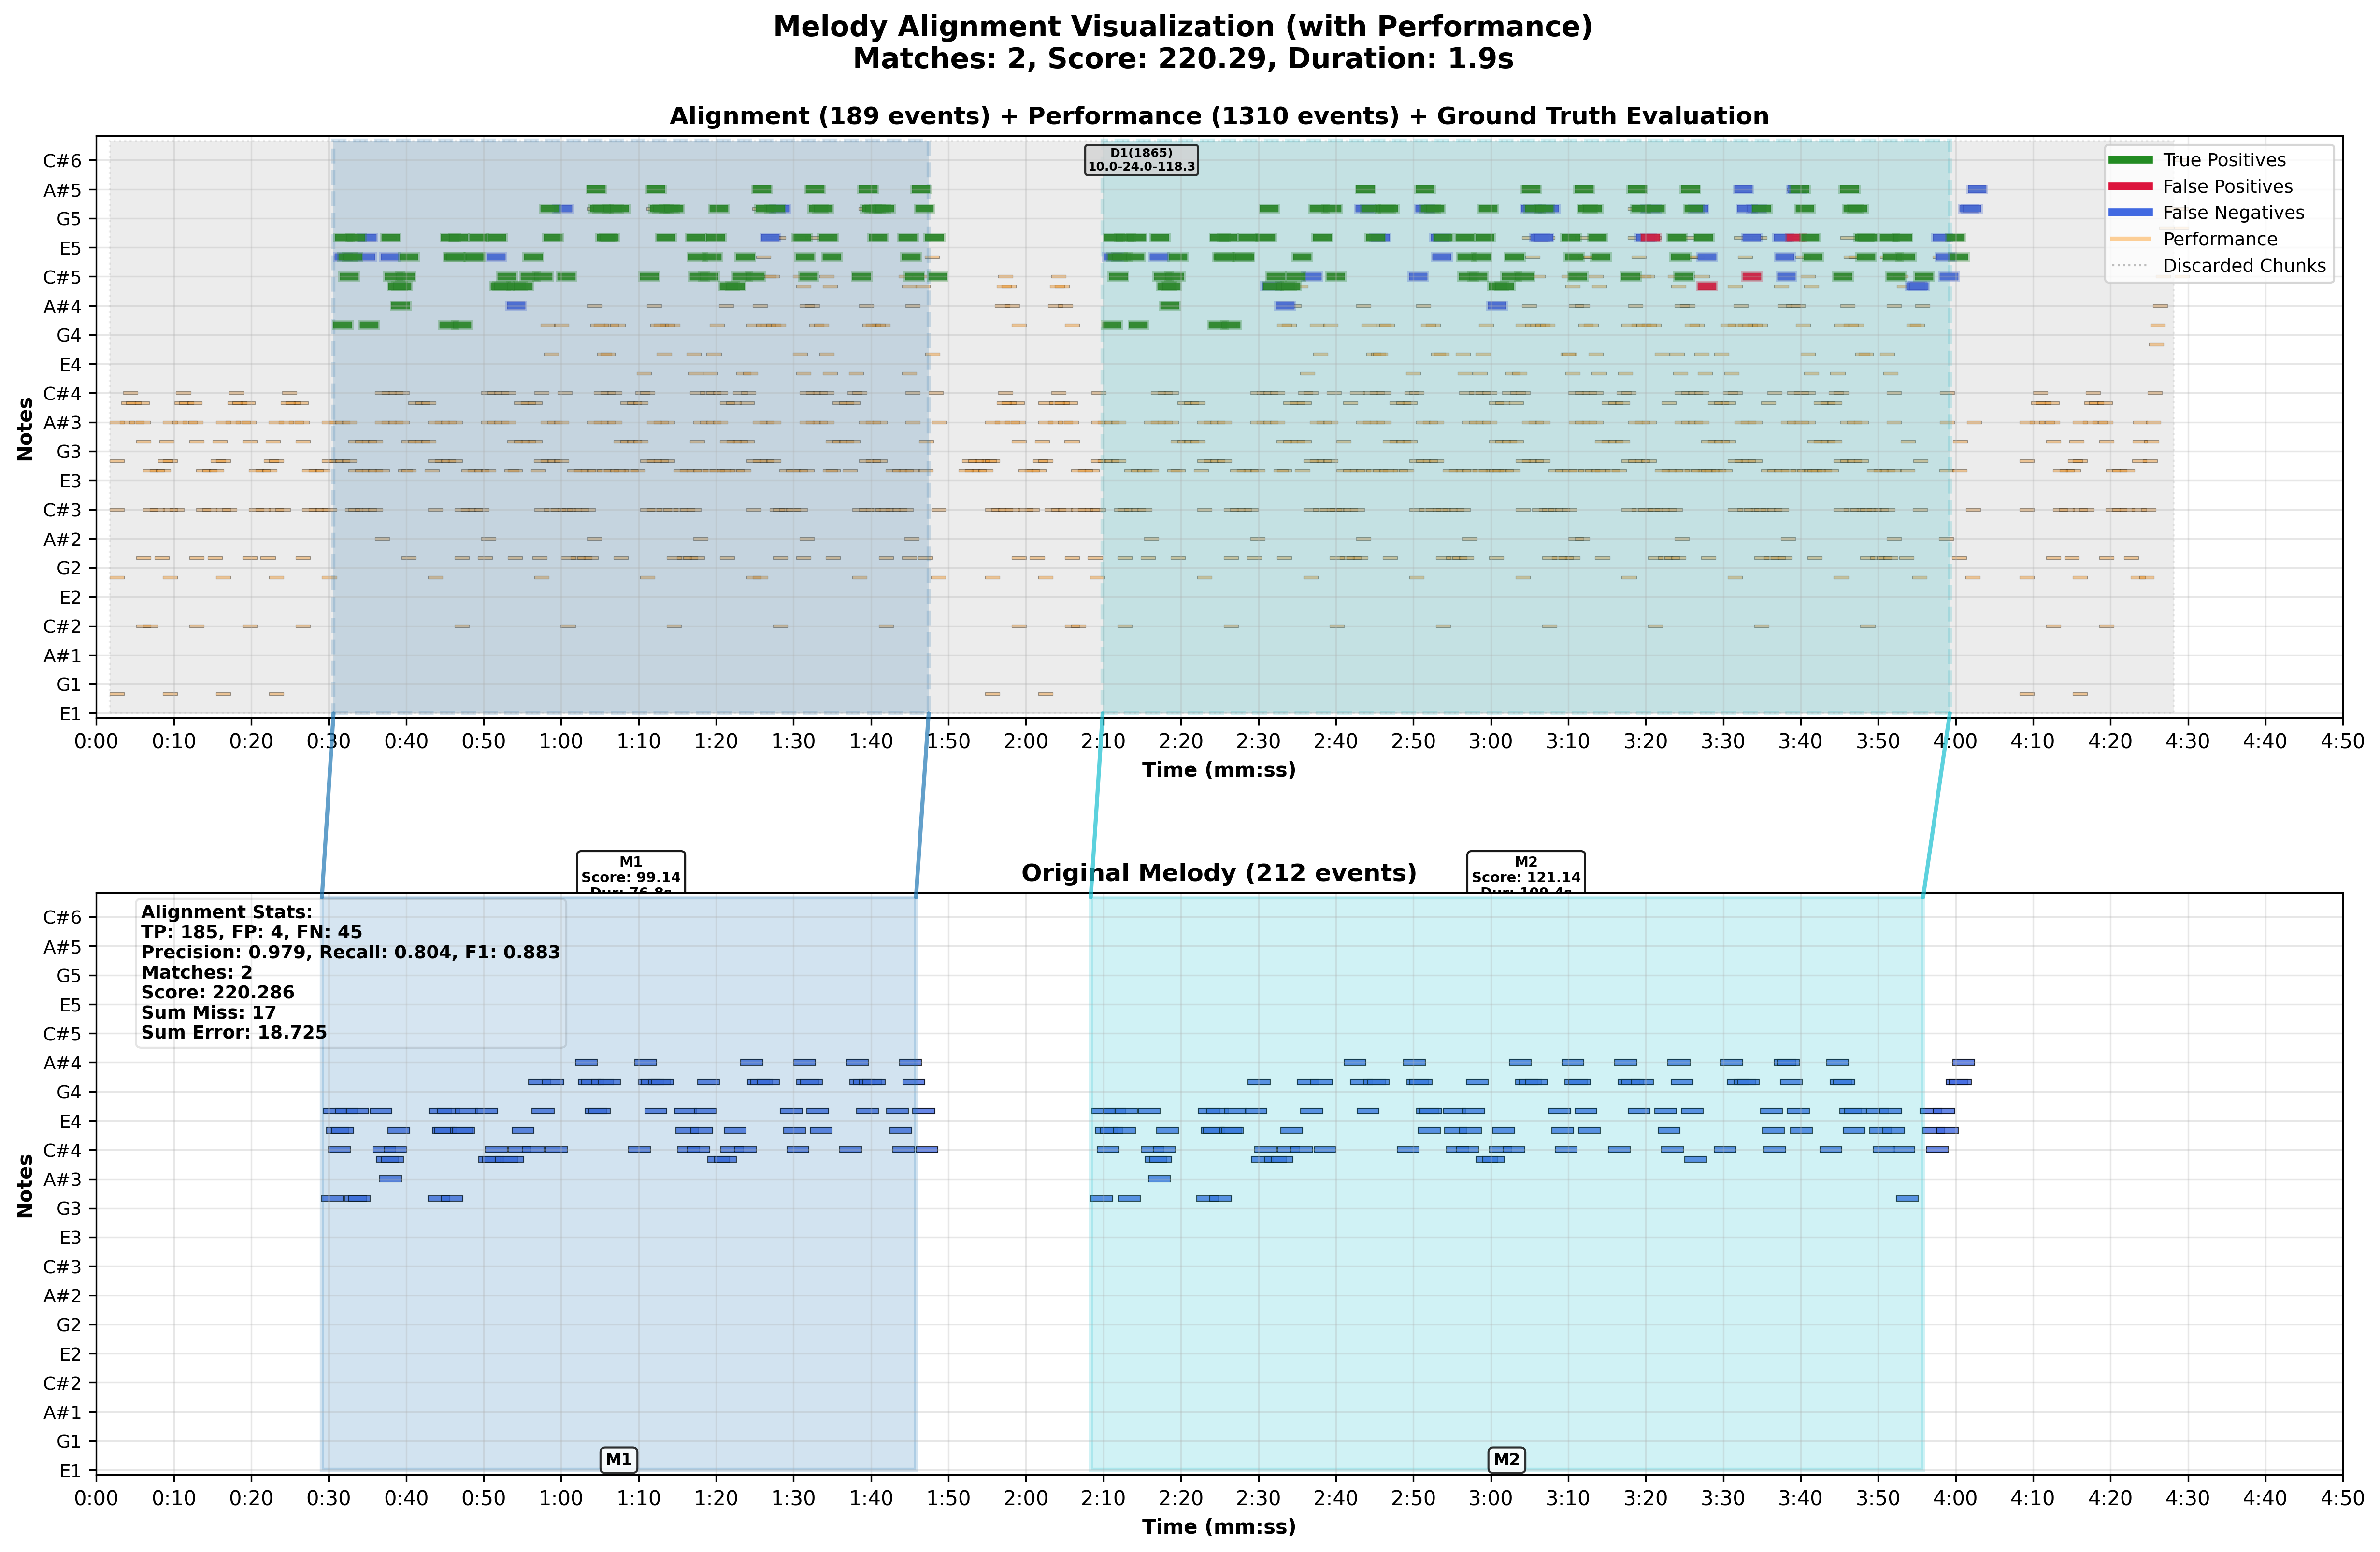 Melody Alignment Visualization (with Performance)
Matches: 2, Score: 220.29, Duration: 1.9s
Alignment (189 events) + Performance (1310 events) + Ground Truth Evaluation
Notes
C#6
A#5
G5
E5
C#5
A#4
G4
E4
C#4
A#3
G3
E3
C#3
A#2
G2
E2
C#2
A#1
G1
E1
D1(1865)
10.0-24.0-118.3
True Positives
False Positives
False Negatives
Performance
Discarded Chunks
0:00 0:10 0:20 0:30 0:40 0:50 1:00 1:10 1:20 1:30 1:40 1:50 2:00 2:10 2:20 2:30 2:40 2:50 3:00 3:10 3:20 3:30 3:40 3:50 4:00 4:10 4:20 4:30 4:40 4:50
Time (mm:ss)
M1
Score: 99.14
Dur: 76.8s
Original Melody (212 events)
M2
Score: 121.14
Dur: 109.4s
Notes
C#6
A#5
G5
E5
C#5
A#4
G4
E4
C#4
A#3
G3
E3
C#3
A#2
G2
E2
C#2
A#1
G1
E1
Alignment Stats:
TP: 185, FP: 4, FN: 45
Precision: 0.979, Recall: 0.804, F1: 0.883
Matches: 2
Score: 220.286
Sum Miss: 17
Sum Error: 18.725
M1
M2
0:00 0:10 0:20 0:30 0:40 0:50 1:00 1:10 1:20 1:30 1:40 1:50 2:00 2:10 2:20 2:30 2:40 2:50 3:00 3:10 3:20 3:30 3:40 3:50 4:00 4:10 4:20 4:30 4:40 4:50
Time (mm:ss)